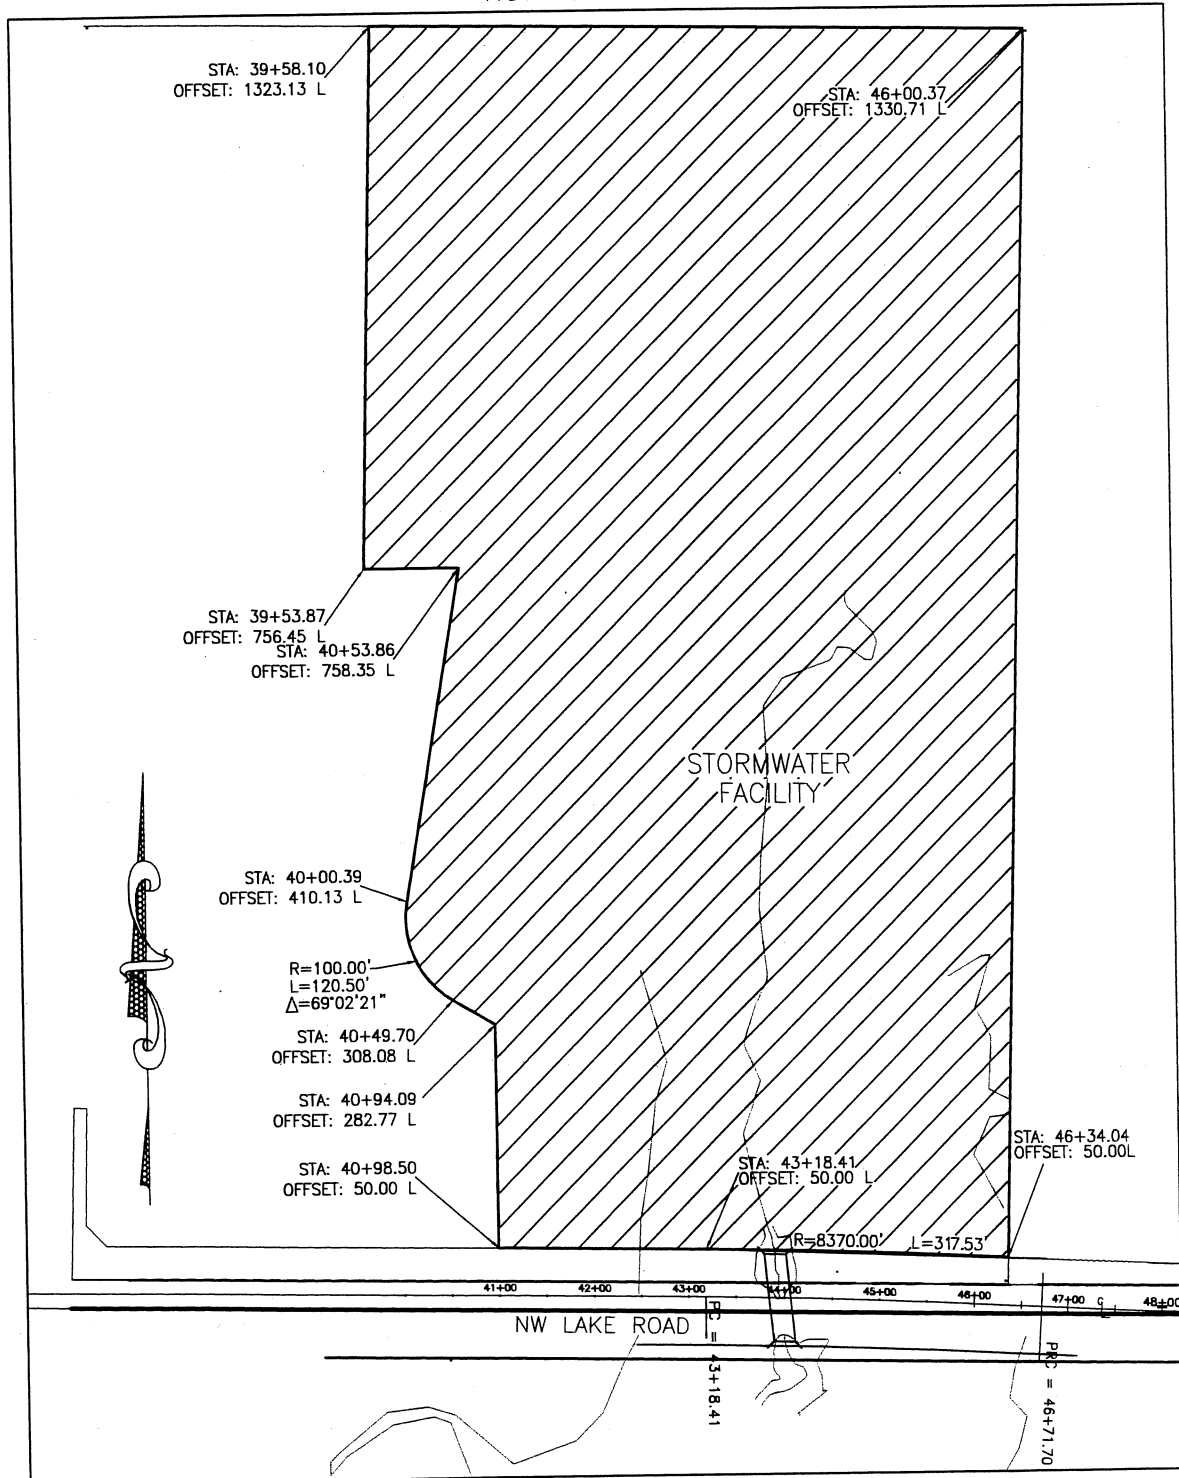 STA: 39+58.10
OFFSET: 1323.13 L
STA: 46+00.37
OFFSET: 1330.71 L
STA: 39+53.87
OFFSET: 756.45 L
STA: 40+53.86
OFFSET: 758.35 L
STORMWATER
FACILITY
STA: 40+00.39
OFFSET: 410.13 L
R=100.00'
L=120.50'
Δ=69°02'21"
STA: 40+49.70
OFFSET: 308.08 L
STA: 40+94.09
OFFSET: 282.77 L
STA: 46+34.04
OFFSET: 50.00L
STA: 40+98.50
OFFSET: 50.00 L
STA: 43+18.41
OFFSET: 50.00 L
R=8370.00' L=317.53'
41+00 42+00 43+00 44+00 45+00 46+00 47+00 48+00
NW LAKE ROAD
PC = 43+18.41
PRC = 46+71.70